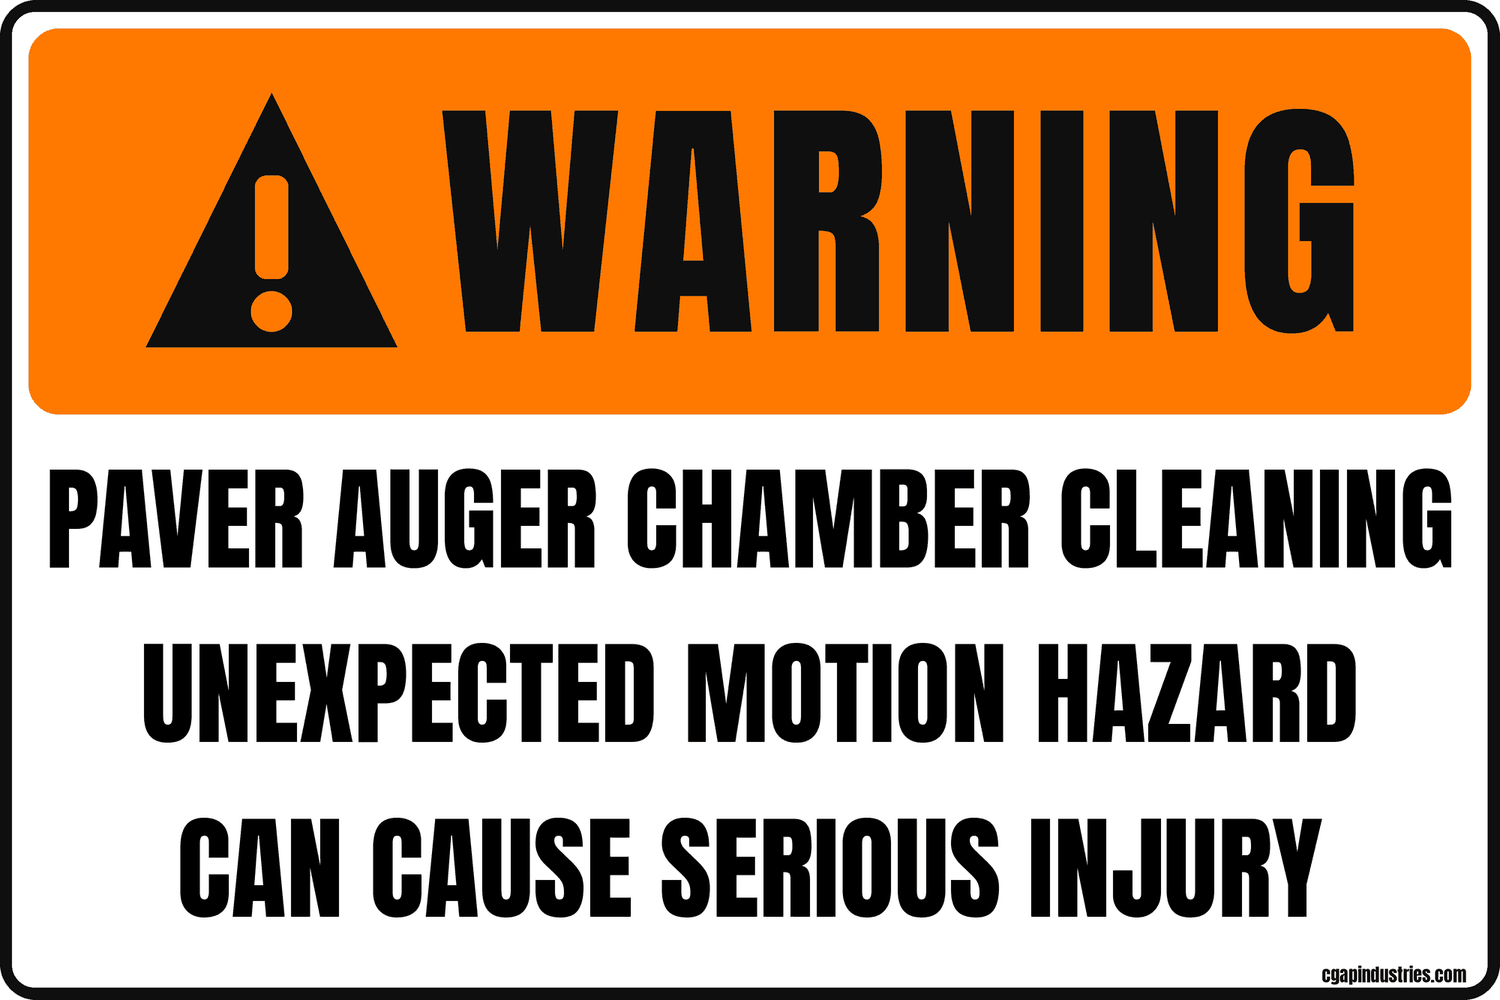 WARNING
PAVER AUGER CHAMBER CLEANING
UNEXPECTED MOTION HAZARD
CAN CAUSE SERIOUS INJURY
cgapindustries.com